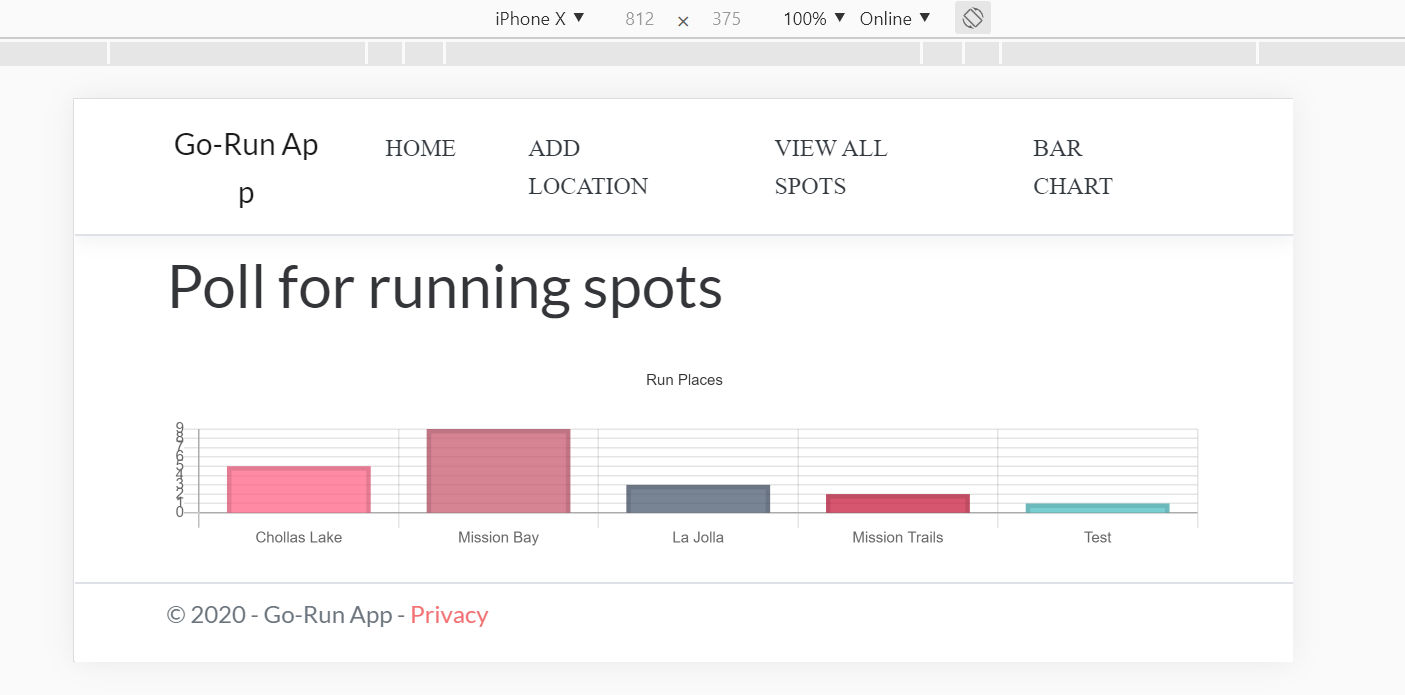 iPhone X ▼ 812 × 375 100% ▼ Online ▼
Go-Run Ap
p
HOME
ADD
LOCATION
VIEW ALL
SPOTS
BAR
CHART
Poll for running spots
Run Places
9
8
7
6
5
4
3
2
1
0
Chollas Lake Mission Bay La Jolla Mission Trails Test
© 2020 - Go-Run App - Privacy